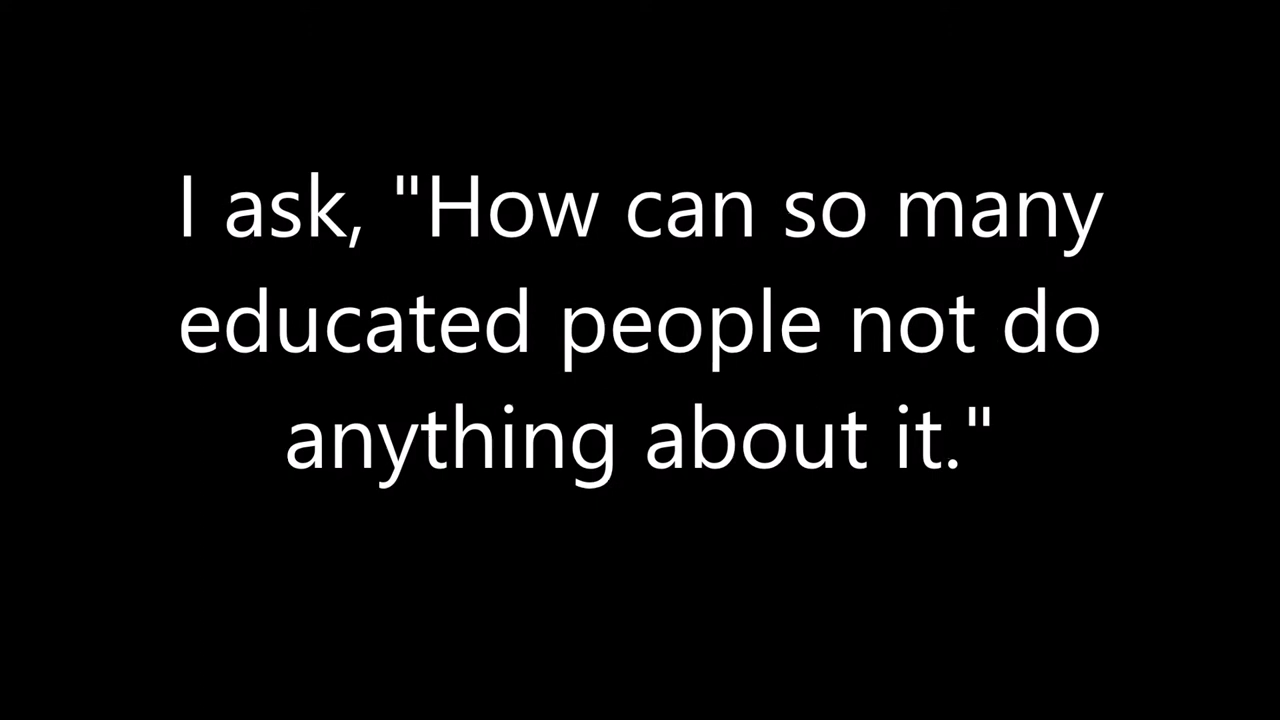 I ask, "How can so many
educated people not do
anything about it."